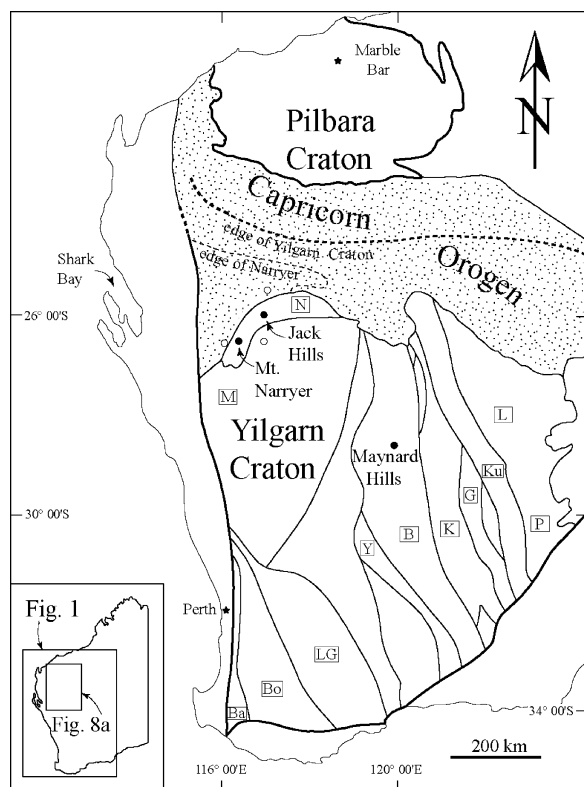 Marble
Bar
N
Pilbara
Craton
Capricorn
edge of Yilgarn Craton
Orogen
edge of Narryer
Shark
Bay
N
26° 00'S
Jack
Hills
Mt.
Narryer
M
L
Yilgarn
Craton
Maynard
Hills
Ku
G
30° 00'S
P
B
K
Y
Fig. 1
Perth
LG
Bo
Ba
Fig. 8a
34° 00'S
200 km
116° 00'E
120° 00'E